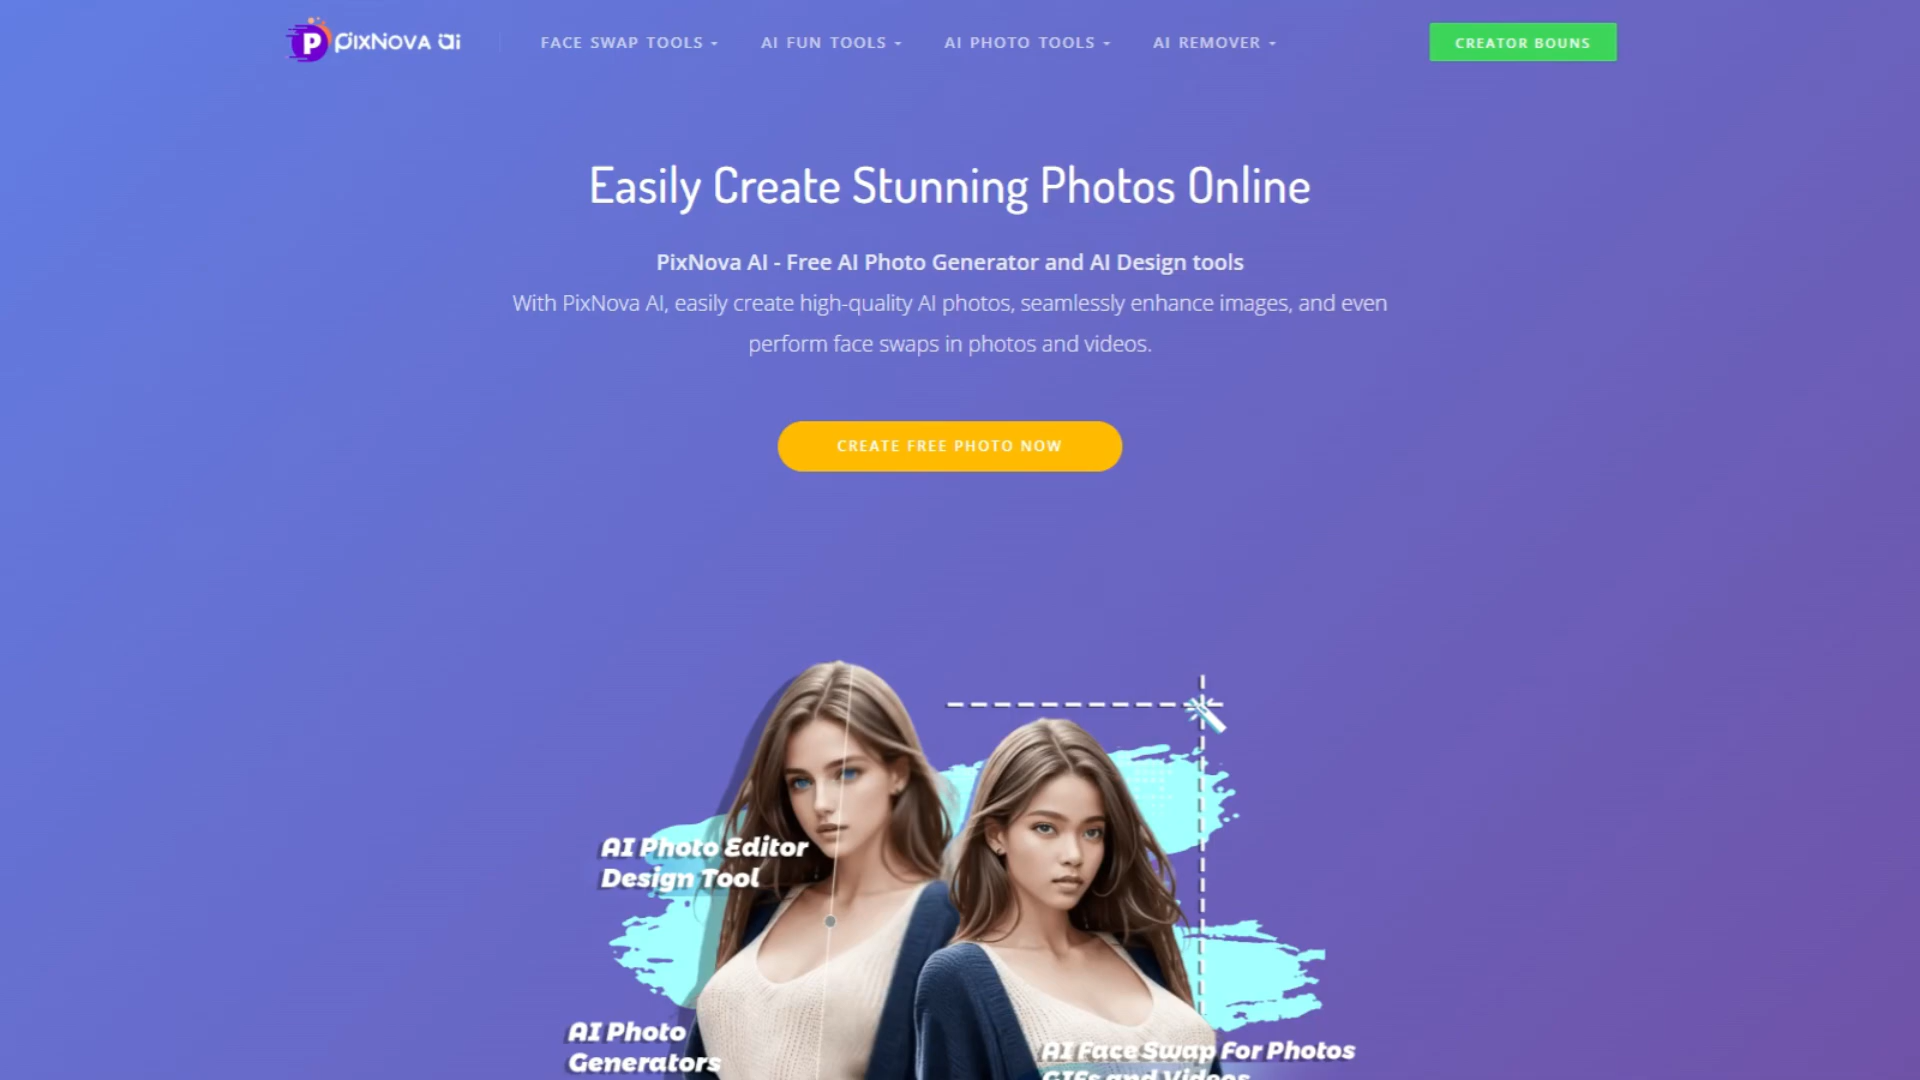 P PixNova ai
FACE SWAP TOOLS
AI FUN TOOLS
AI PHOTO TOOLS
AI REMOVER
CREATOR BOUNS
Easily Create Stunning Photos Online
PixNova AI - Free AI Photo Generator and AI Design tools
With PixNova AI, easily create high-quality AI photos, seamlessly enhance images, and even
perform face swaps in photos and videos.
CREATE FREE PHOTO NOW
AI Photo Editor
Design Tool
AI Photo
Generators
AI Face Swap For Photos
GIFs and Videos